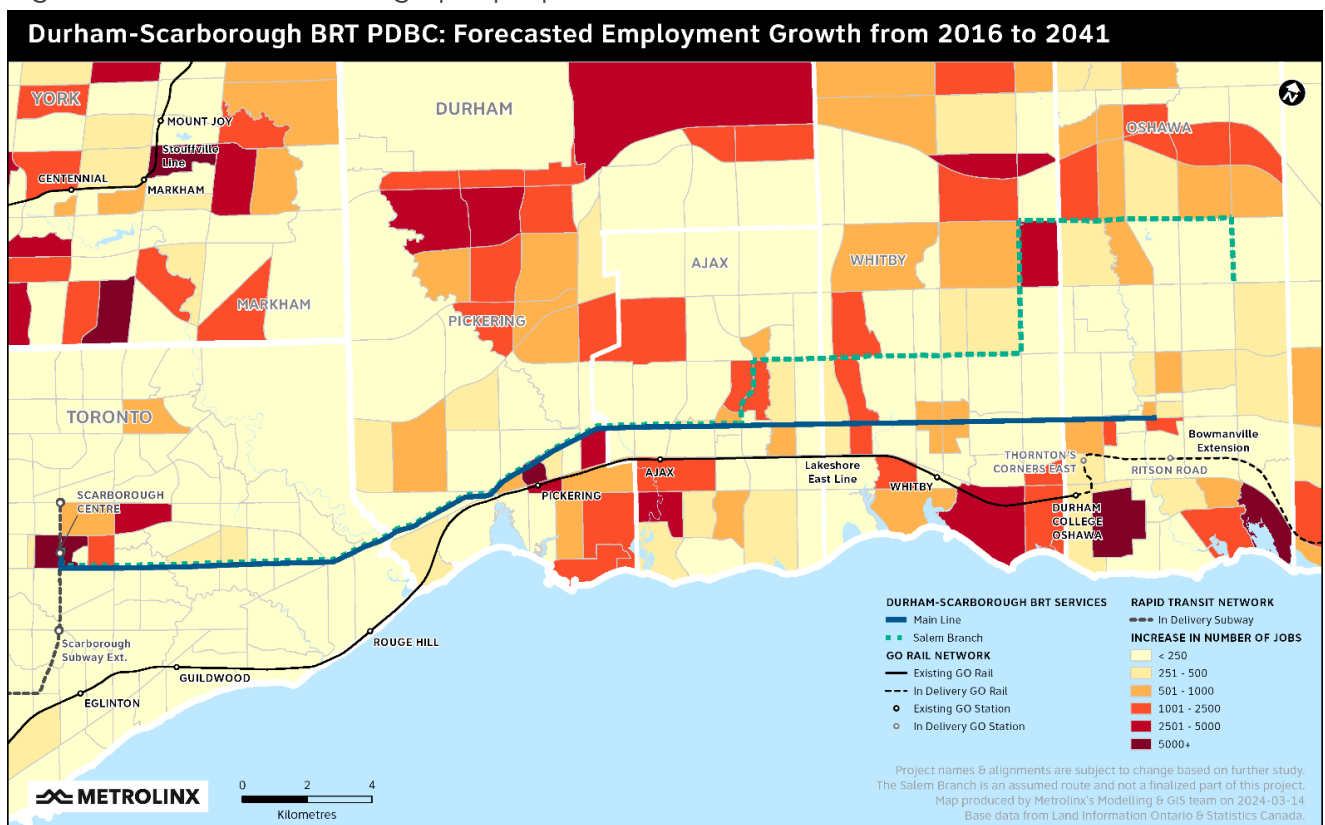 Durham-Scarborough BRT PDBC: Forecasted Employment Growth from 2016 to 2041
YORK
DURHAM
OSHAWA
N
MOUNT JOY
Stouffville
Line
CENTENNIAL
MARKHAM
AJAX
WHITBY
MARKHAM
PICKERING
TORONTO
SCARBOROUGH
CENTRE
PICKERING
AJAX
Lakeshore
East Line
WHITBY
THORNTON'S
CORNERS EAST
Bowmanville
Extension
RITSON ROAD
DURHAM
COLLEGE
OSHAWA
Scarborough
Subway Ext.
ROUGE HILL
GUILDWOOD
EGLINTON
DURHAM-SCARBOROUGH BRT SERVICES
Main Line
Salem Branch
GO RAIL NETWORK
Existing GO Rail
In Delivery GO Rail
Existing GO Station
In Delivery GO Station
RAPID TRANSIT NETWORK
In Delivery Subway
INCREASE IN NUMBER OF JOBS
< 250
251 - 500
501 - 1000
1001 - 2500
2501 - 5000
5000+
METROLINX
0 2 4
Kilometres
Project names & alignments are subject to change based on further study.
The Salem Branch is an assumed route and not a finalized part of this project.
Map produced by Metrolinx's Modelling & GIS team on 2024-03-14
Base data from Land Information Ontario & Statistics Canada.